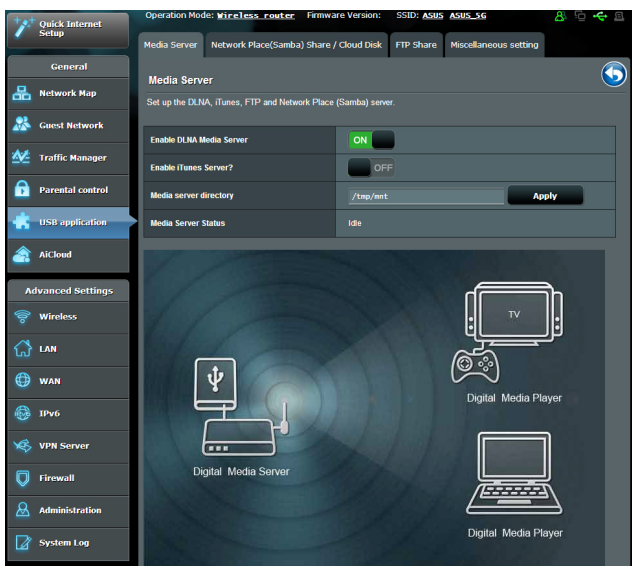 Quick Internet
Setup
Operation Mode: Wireless router Firmware Version: SSID: ASUS ASUS_5G
Media Server Network Place(Samba) Share / Cloud Disk FTP Share Miscellaneous setting
General
Network Map
Guest Network
Traffic Manager
Parental control
USB application
AiCloud
Advanced Settings
Wireless
LAN
WAN
IPv6
VPN Server
Firewall
Administration
System Log
Media Server
Set up the DLNA, iTunes, FTP and Network Place (Samba) server.
Enable DLNA Media Server ON
Enable iTunes Server? OFF
Media server directory /tmp/mnt Apply
Media Server Status Idle
TV
Digital Media Player
Digital Media Server
Digital Media Player